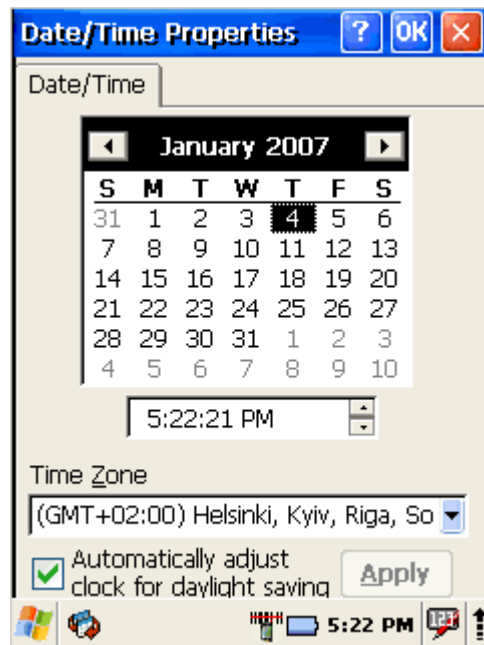 Date/Time Properties ? OK
Date/Time
January 2007
S M T W T F S
31 1 2 3 4 5 6
7 8 9 10 11 12 13
14 15 16 17 18 19 20
21 22 23 24 25 26 27
28 29 30 31 1 2 3
4 5 6 7 8 9 10
5:22:21 PM
Time Zone
(GMT+02:00) Helsinki, Kyiv, Riga, So
Automatically adjust
clock for daylight saving
Apply
5:22 PM 123